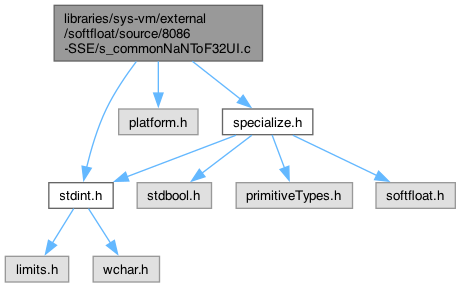 libraries/sys-vm/external
/softfloat/source/8086
-SSE/s_commonNaNToF32UI.c
platform.h
specialize.h
stdint.h
stdbool.h
primitiveTypes.h
softfloat.h
limits.h
wchar.h